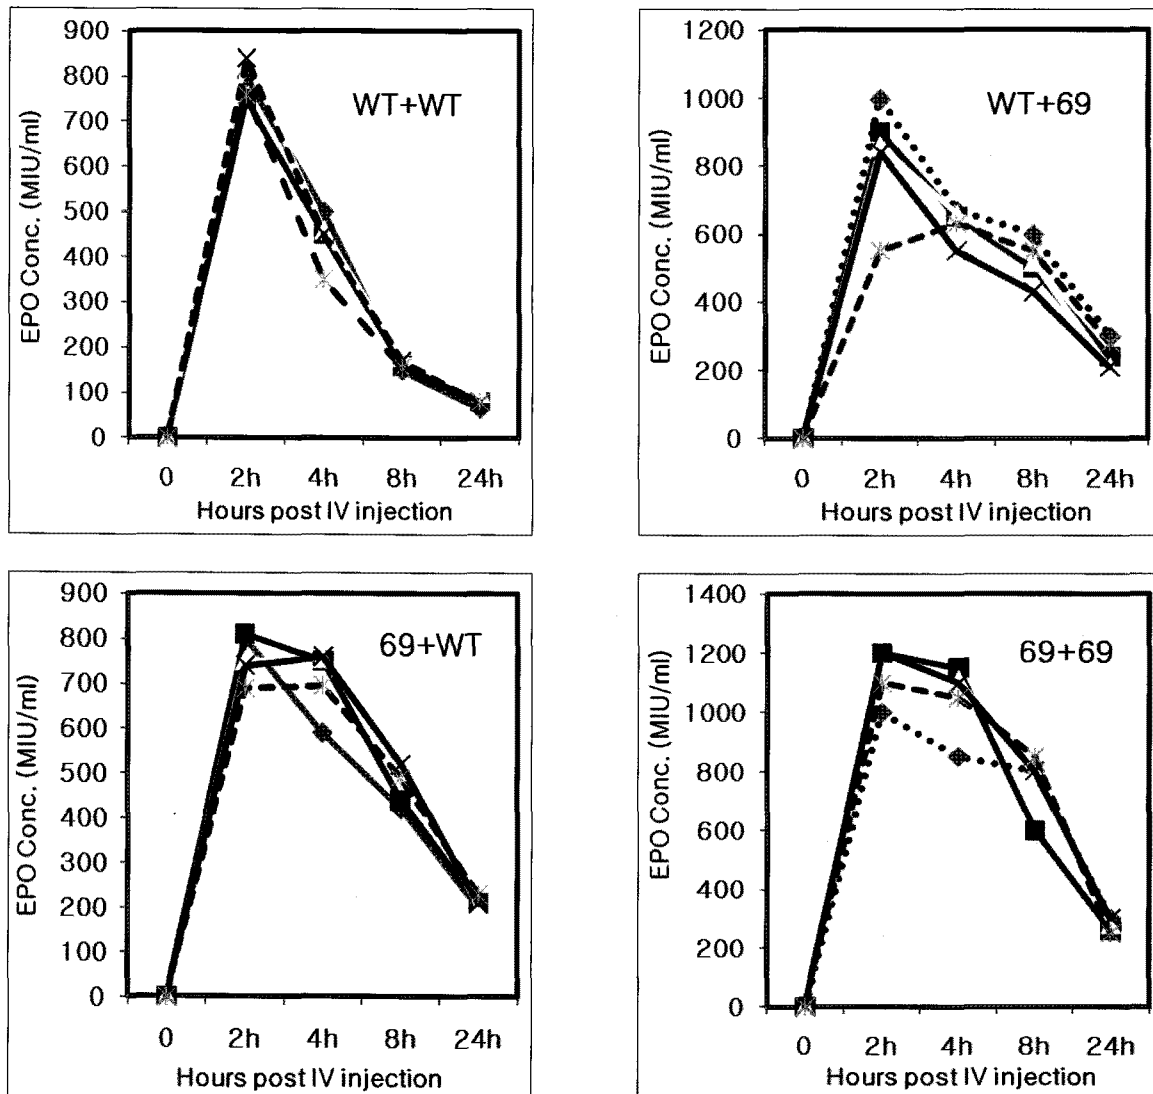 EPO Conc. (MIU/ml)
900
800
700
600
500
400
300
200
100
0
WT+WT
0 2h 4h 8h 24h
Hours post IV injection
EPO Conc. (MIU/ml)
1200
1000
800
600
400
200
0
WT+69
0 2h 4h 8h 24h
Hours post IV injection
EPO Conc. (MIU/ml)
900
800
700
600
500
400
300
200
100
0
69+WT
0 2h 4h 8h 24h
Hours post IV injection
EPO Conc. (MIU/ml)
1400
1200
1000
800
600
400
200
0
69+69
0 2h 4h 8h 24h
Hours post IV injection